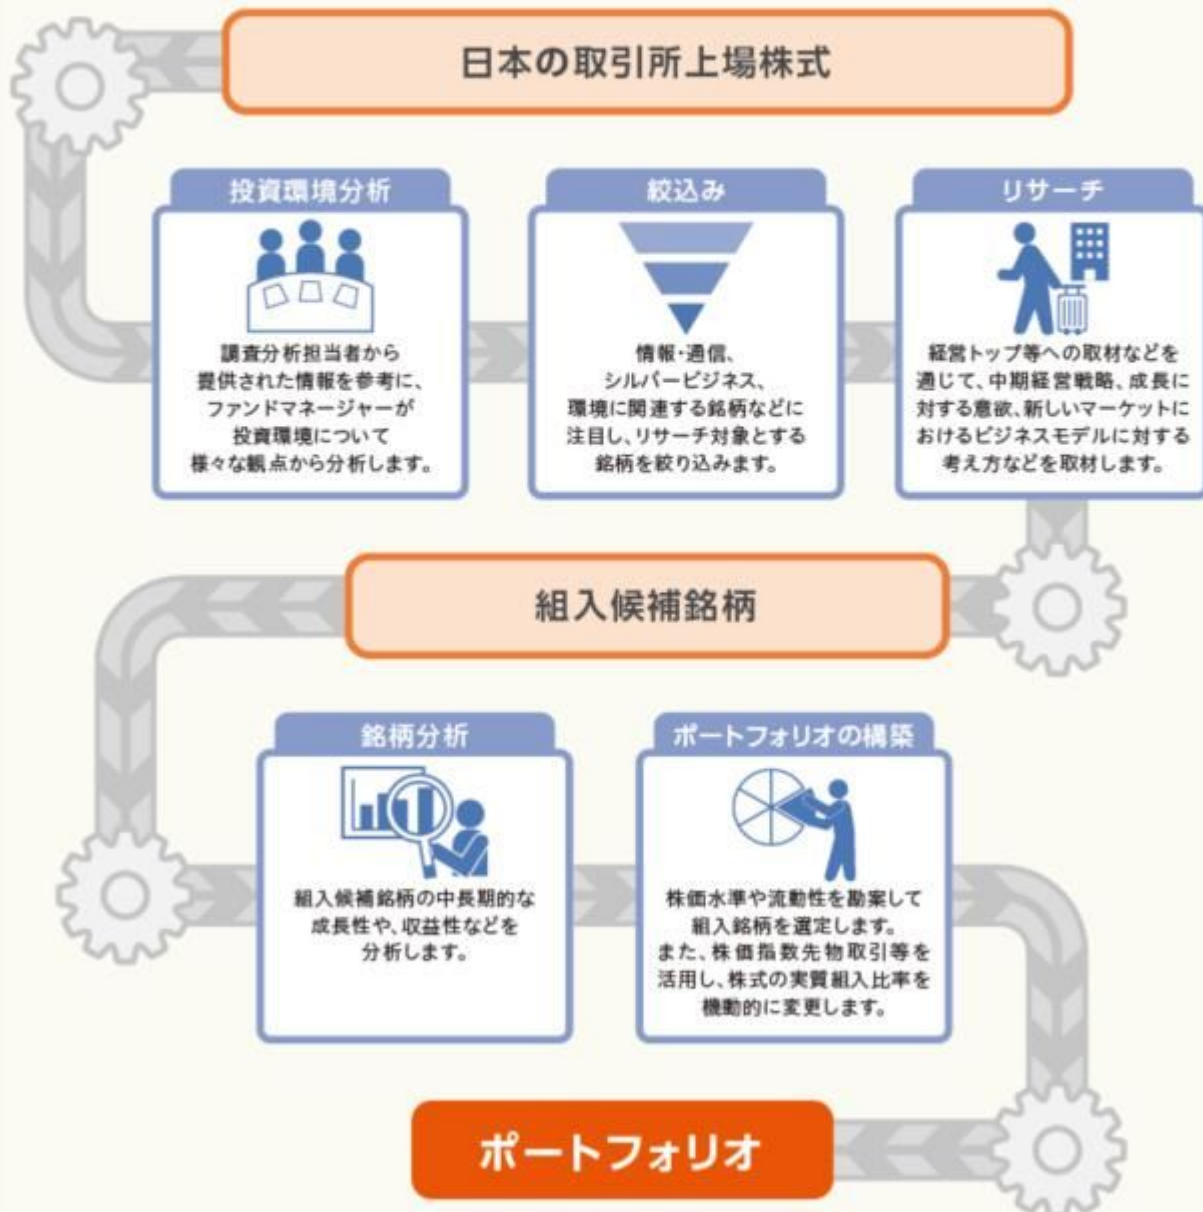 日本の取引所上場株式
投資環境分析
調査分析担当者から
提供された情報を参考に、
ファンドマネージャーが
投資環境について
様々な観点から分析します。
絞込み
情報・通信、
シルバービジネス、
環境に関連する銘柄などに
注目し、リサーチ対象とする
銘柄を絞り込みます。
リサーチ
経営トップ等への取材などを
通じて、中期経営戦略、成長に
対する意欲、新しいマーケットに
おけるビジネスモデルに対する
考え方などを取材します。
組入候補銘柄
銘柄分析
組入候補銘柄の中長期的な
成長性や、収益性などを
分析します。
ポートフォリオの構築
株価水準や流動性を勘案して
組入銘柄を選定します。
また、株価指数先物取引等を
活用し、株式の実質組入比率を
機動的に変更します。
ポートフォリオ